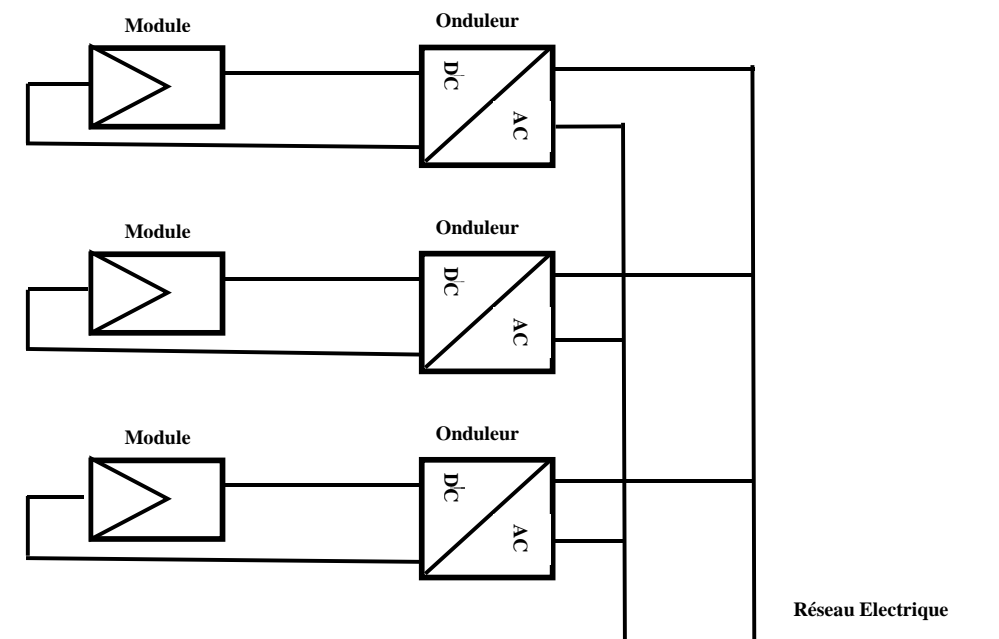 Module
Onduleur
DC
AC
Module
Onduleur
DC
AC
Module
Onduleur
DC
AC
Réseau Electrique